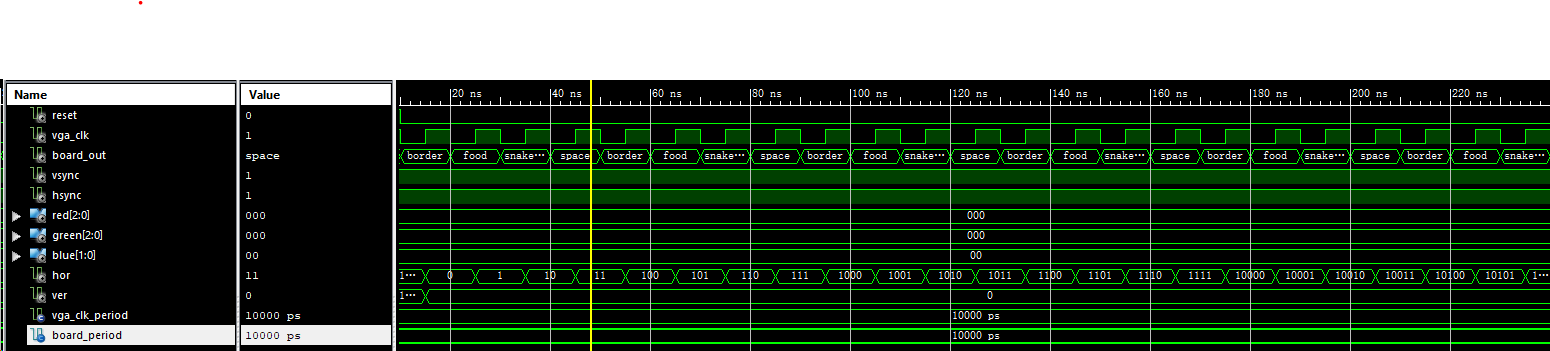 Name Value 20 ns 40 ns 60 ns 80 ns 100 ns 120 ns 140 ns 160 ns 180 ns 200 ns 220 ns
reset 0
vga_clk 1
board_out space border food snake··· space border food snake··· space border food snake··· space border food snake··· space border food snake··· space border food snake···
vsync 1
hsync 1
red[2:0] 000 000
green[2:0] 000 000
blue[1:0] 00 00
hor 11 1··· 0 1 10 11 100 101 110 111 1000 1001 1010 1011 1100 1101 1110 1111 10000 10001 10010 10011 10100 10101 1···
ver 0 1··· 0
vga_clk_period 10000 ps 10000 ps
board_period 10000 ps 10000 ps